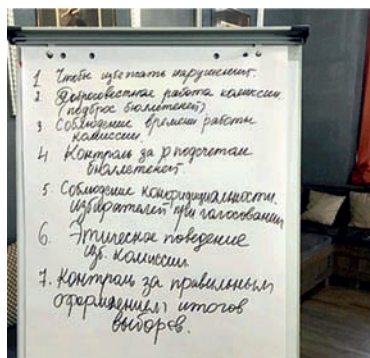 1 Чтобы избежать нарушений.
2 Добросовестная работа комиссии
(подброс бюллетеней)
3 Соблюдение времени работы
комиссии.
4 Контроль за подсчетом
бюллетеней.
5 Соблюдение конфидициальности
избирателей при голосовании
6. Этическое поведение
изб. комиссии
7. Контроль за правильным
оформлением итогов
выборов.